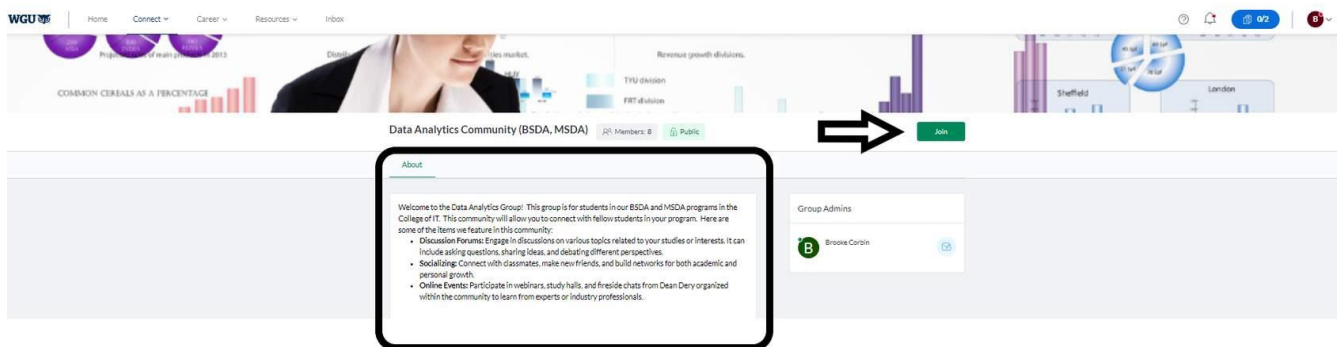 WGU
Home Connect Career Resources Inbox
0/2
B
COMMON CEREALS AS A PERCENTAGE
Revenue growth divisions.
TYU division
FRT division
Sheffield
London
Data Analytics Community (BSDA, MSDA) Members: 8 Public
Join
About
Welcome to the Data Analytics Group! This group is for students in our BSDA and MSDA programs in the
College of IT. This community will allow you to connect with fellow students in your program. Here are
some of the items we feature in this community:
• Discussion Forums: Engage in discussions on various topics related to your studies or interests. It can
include asking questions, sharing ideas, and debating different perspectives.
• Socializing: Connect with classmates, make new friends, and build networks for both academic and
personal growth.
• Online Events: Participate in webinars, study halls, and fireside chats from Dean Dery organized
within the community to learn from experts or industry professionals.
Group Admins
B
Brooke Corbin